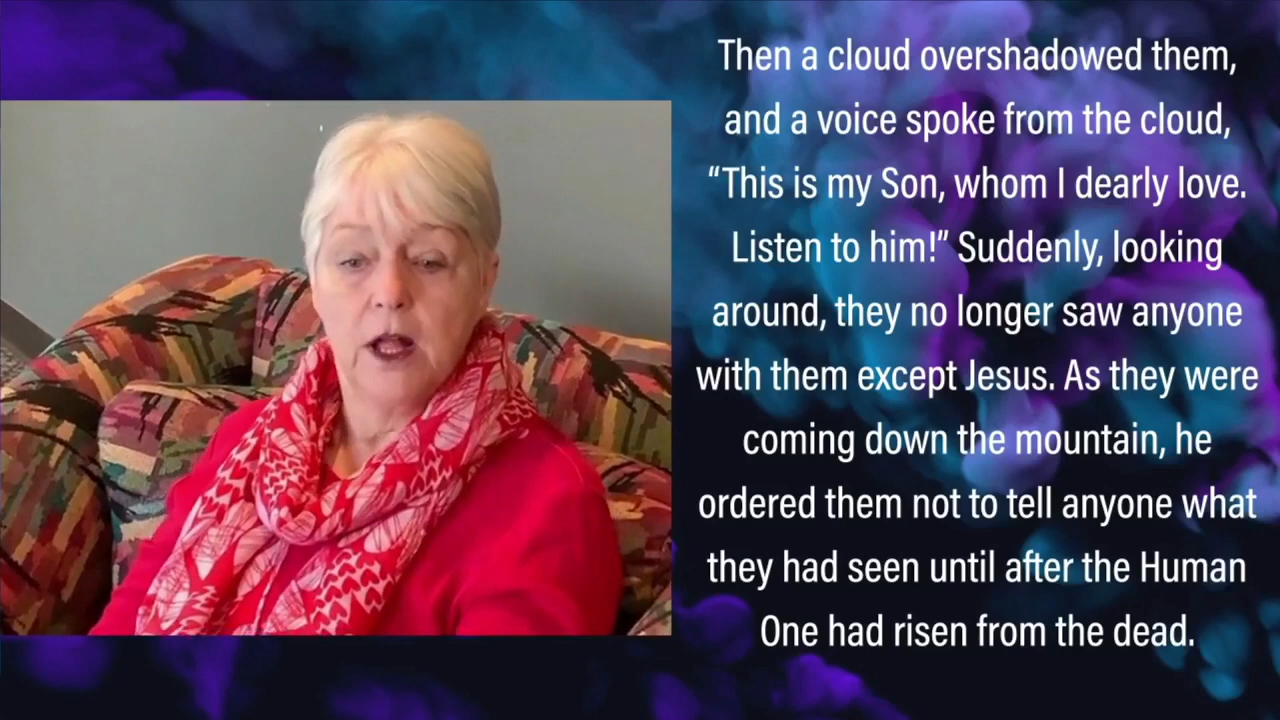 Then a cloud overshadowed them,
and a voice spoke from the cloud,
“This is my Son, whom I dearly love.
Listen to him!” Suddenly, looking
around, they no longer saw anyone
with them except Jesus. As they were
coming down the mountain, he
ordered them not to tell anyone what
they had seen until after the Human
One had risen from the dead.